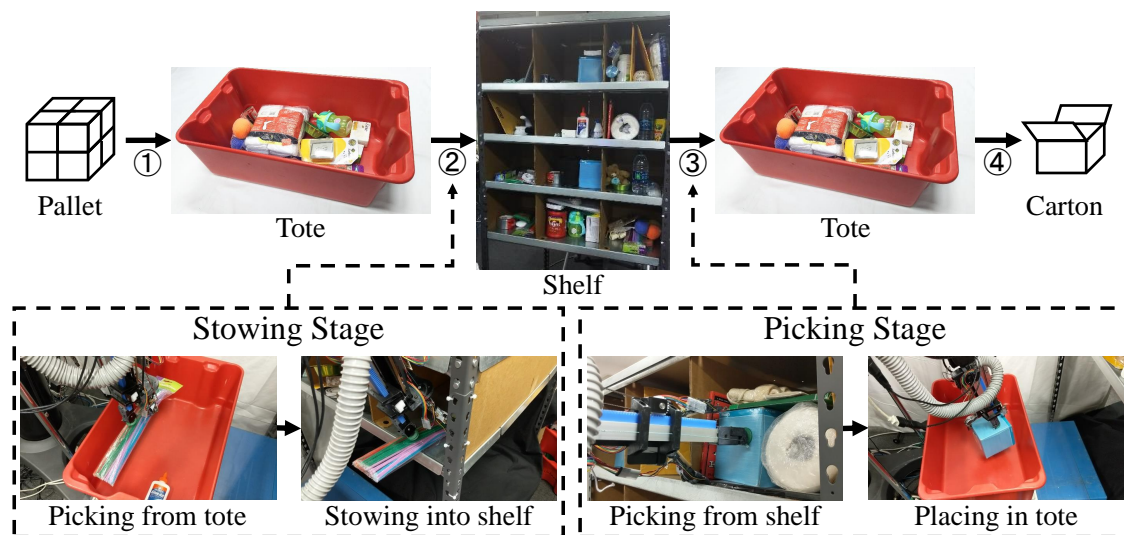 ① ② ③ ④
Pallet
Tote
Shelf
Tote
Carton
Stowing Stage
Picking from tote
Stowing into shelf
Picking Stage
Picking from shelf
Placing in tote